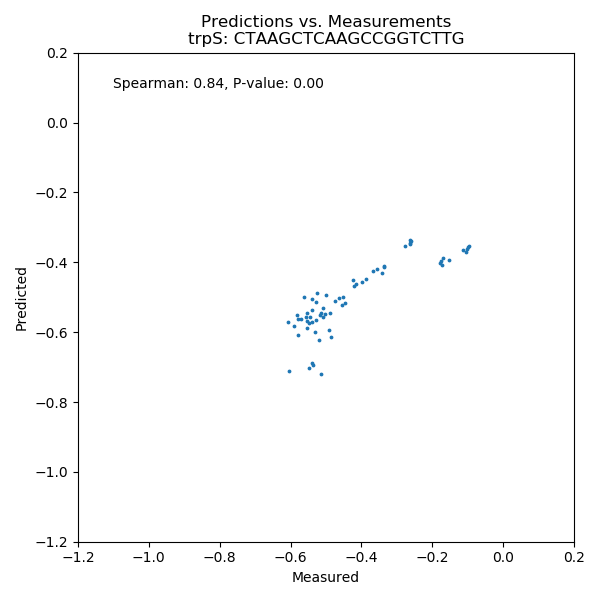 Predictions vs. Measurements
trpS: CTAAGCTCAAGCCGGTCTTG
Spearman: 0.84, P-value: 0.00
0.2
0.0
−0.2
−0.4
−0.6
−0.8
−1.0
−1.2
Predicted
−1.2 −1.0 −0.8 −0.6 −0.4 −0.2 0.0 0.2
Measured